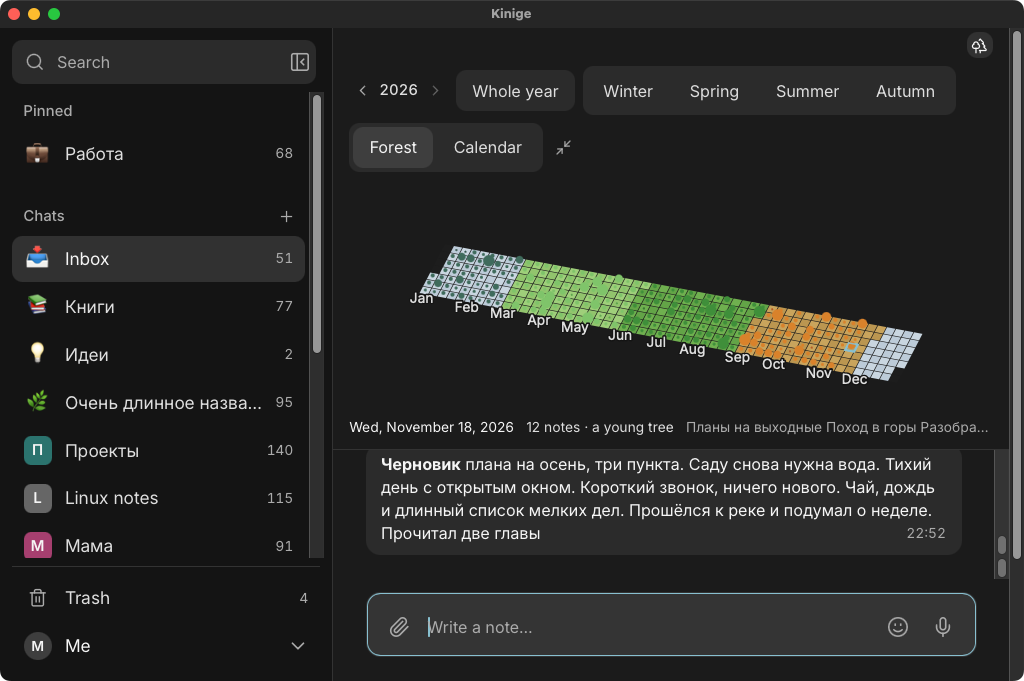 Kinige
Search
Pinned
Работа 68
Chats
Inbox 51
Книги 77
Идеи 2
Очень длинное назва... 95
П Проекты 140
L Linux notes 115
М Мама 91
Trash 4
M Me
2026 Whole year Winter Spring Summer Autumn
Forest Calendar
Jan Feb Mar Apr May Jun Jul Aug Sep Oct Nov Dec
Wed, November 18, 2026 12 notes · a young tree Планы на выходные Поход в горы Разобра...
Черновик плана на осень, три пункта. Саду снова нужна вода. Тихий
день с открытым окном. Короткий звонок, ничего нового. Чай, дождь
и длинный список мелких дел. Прошёлся к реке и подумал о неделе.
Прочитал две главы 22:52
Write a note...